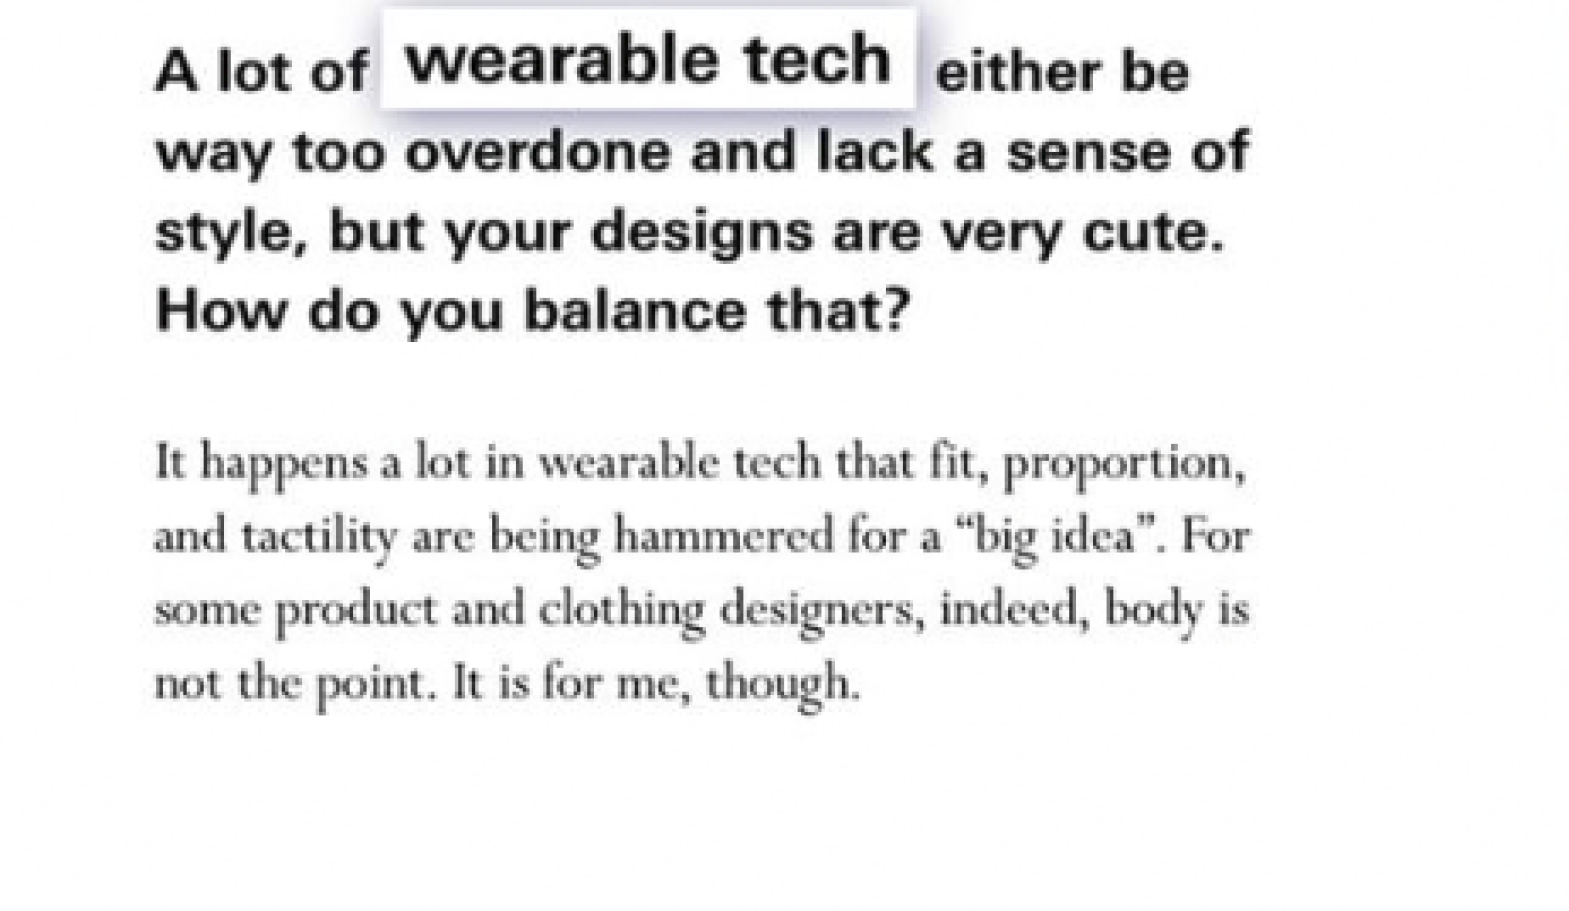 A lot of wearable tech either be
way too overdone and lack a sense of
style, but your designs are very cute.
How do you balance that?
It happens a lot in wearable tech that fit, proportion,
and tactility are being hammered for a “big idea”. For
some product and clothing designers, indeed, body is
not the point. It is for me, though.